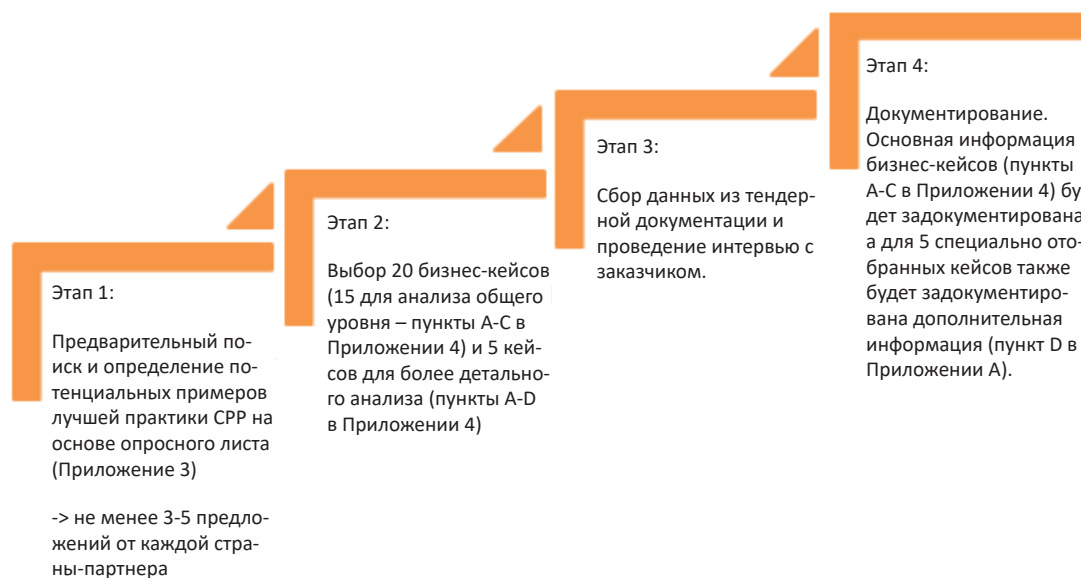 Этап 1:
Предварительный по-
иск и определение по-
тенциальных примеров
лучшей практики CPP на
основе опросного листа
(Приложение 3)
-> не менее 3-5 предло-
жений от каждой стра-
ны-партнера
Этап 2:
Выбор 20 бизнес-кейсов
(15 для анализа общего
уровня – пункты A-C в
Приложении 4) и 5 кей-
сов для более детально-
го анализа (пункты A-D
в Приложении 4)
Этап 3:
Сбор данных из тендер-
ной документации и
проведение интервью с
заказчиком.
Этап 4:
Документирование.
Основная информация
бизнес-кейсов (пункты
A-C в Приложении 4) бу
дет задокументирована
а для 5 специально ото-
бранных кейсов также
будет задокументиро-
вана дополнительная
информация (пункт D в
Приложении A).